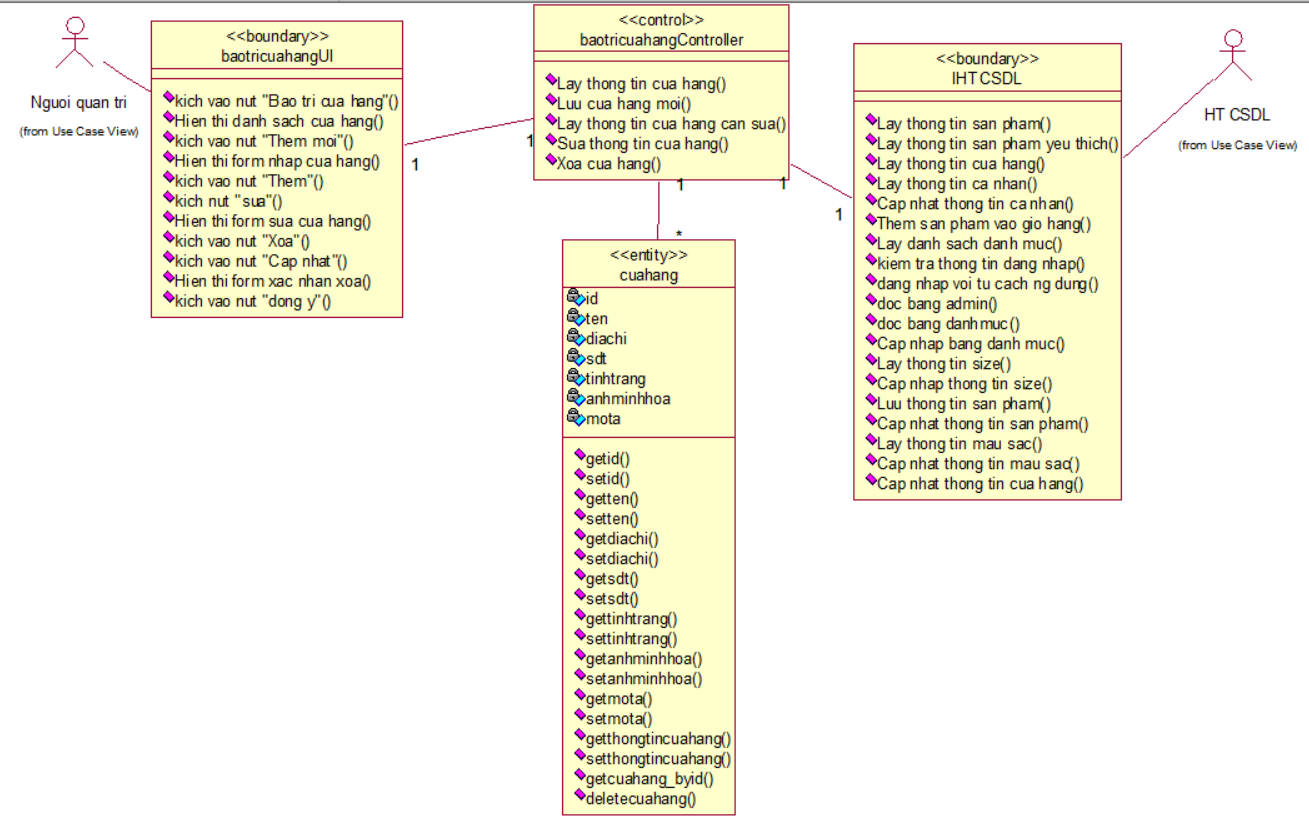 Nguoi quan tri
(from Use Case View)
<<boundary>>
baotricuahangUI
kich vao nut "Bao tri cua hang"()
Hien thi danh sach cua hang()
kich vao nut "Them moi"()
Hien thi form nhap cua hang()
kich vao nut "Them"()
kich nut "sua"()
Hien thi form sua cua hang()
kich vao nut "Xoa"()
kich vao nut "Cap nhat"()
Hien thi form xac nhan xoa()
kich vao nut "dong y"()
1
1
<<control>>
baotricuahangController
Lay thong tin cua hang()
Luu cua hang moi()
Lay thong tin cua hang can sua()
Sua thong tin cua hang()
Xoa cua hang()
1
*
1
1
<<entity>>
cuahang
id
ten
diachi
sdt
tinhtrang
anhminhhoa
mota
getid()
setid()
getten()
setten()
getdiachi()
setdiachi()
getsdt()
setsdt()
gettinhtrang()
settinhtrang()
getanhminhhoa()
setanhminhhoa()
getmota()
setmota()
getthongtincuahang()
setthongtincuahang()
getcuahang_byid()
deletecuahang()
<<boundary>>
IHTCSDL
Lay thong tin san pham()
Lay thong tin san pham yeu thich()
Lay thong tin cua hang()
Lay thong tin ca nhan()
Cap nhat thong tin ca nhan()
Them san pham vao gio hang()
Lay danh sach danh muc()
kiem tra thong tin dang nhap()
dang nhap voi tu cach ng dung()
doc bang admin()
doc bang danhmuc()
Cap nhap bang danh muc()
Lay thong tin size()
Cap nhap thong tin size()
Luu thong tin san pham()
Cap nhat thong tin san pham()
Lay thong tin mau sac()
Cap nhat thong tin mau sac()
Cap nhat thong tin cua hang()
HT CSDL
(from Use Case View)